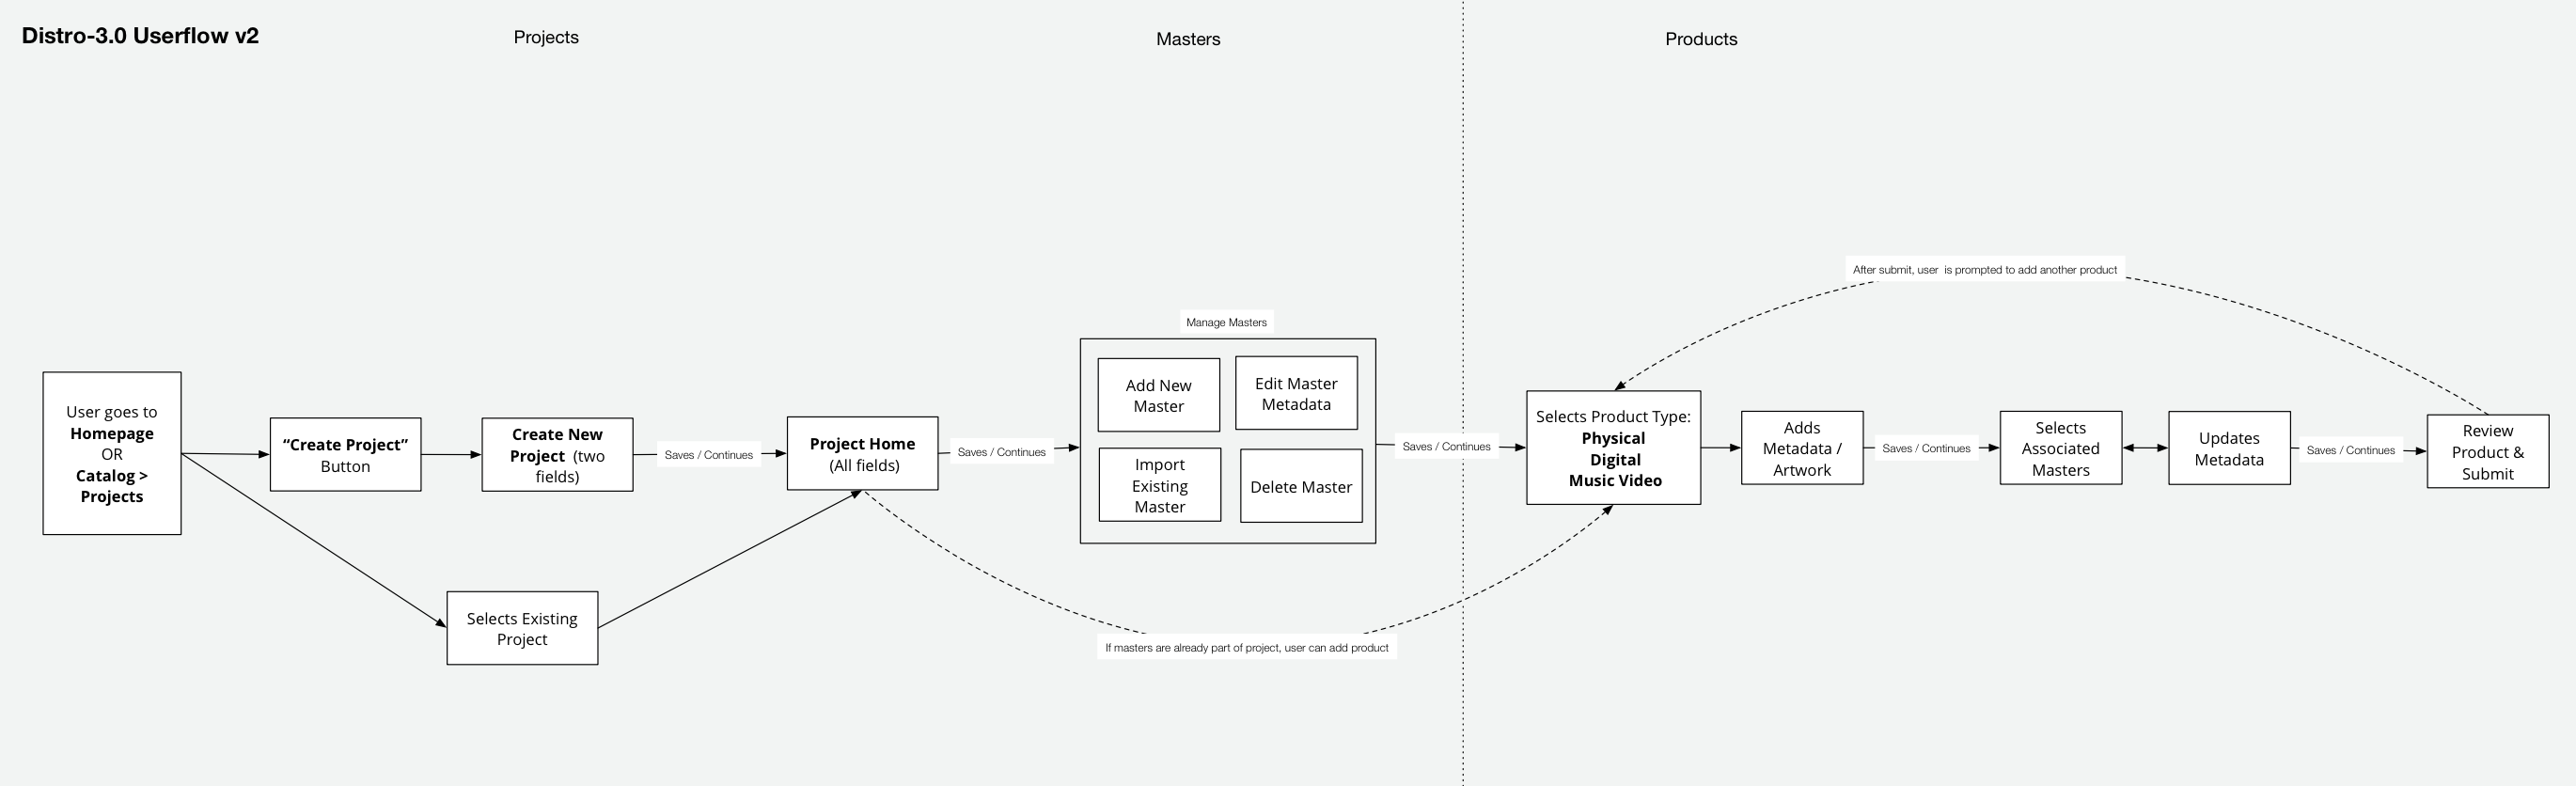 Distro-3.0 Userflow v2
Projects
Masters
Products
User goes to
Homepage
OR
Catalog >
Projects
“Create Project”
Button
Create New
Project (two
fields)
Saves / Continues
Selects Existing
Project
Project Home
(All fields)
Saves / Continues
If masters are already part of project, user can add product
Manage Masters
Add New
Master
Edit Master
Metadata
Import
Existing
Master
Delete Master
Saves / Continues
Selects Product Type:
Physical
Digital
Music Video
Adds
Metadata /
Artwork
Saves / Continues
Selects
Associated
Masters
Updates
Metadata
Saves / Continues
Review
Product &
Submit
After submit, user  is prompted to add another product